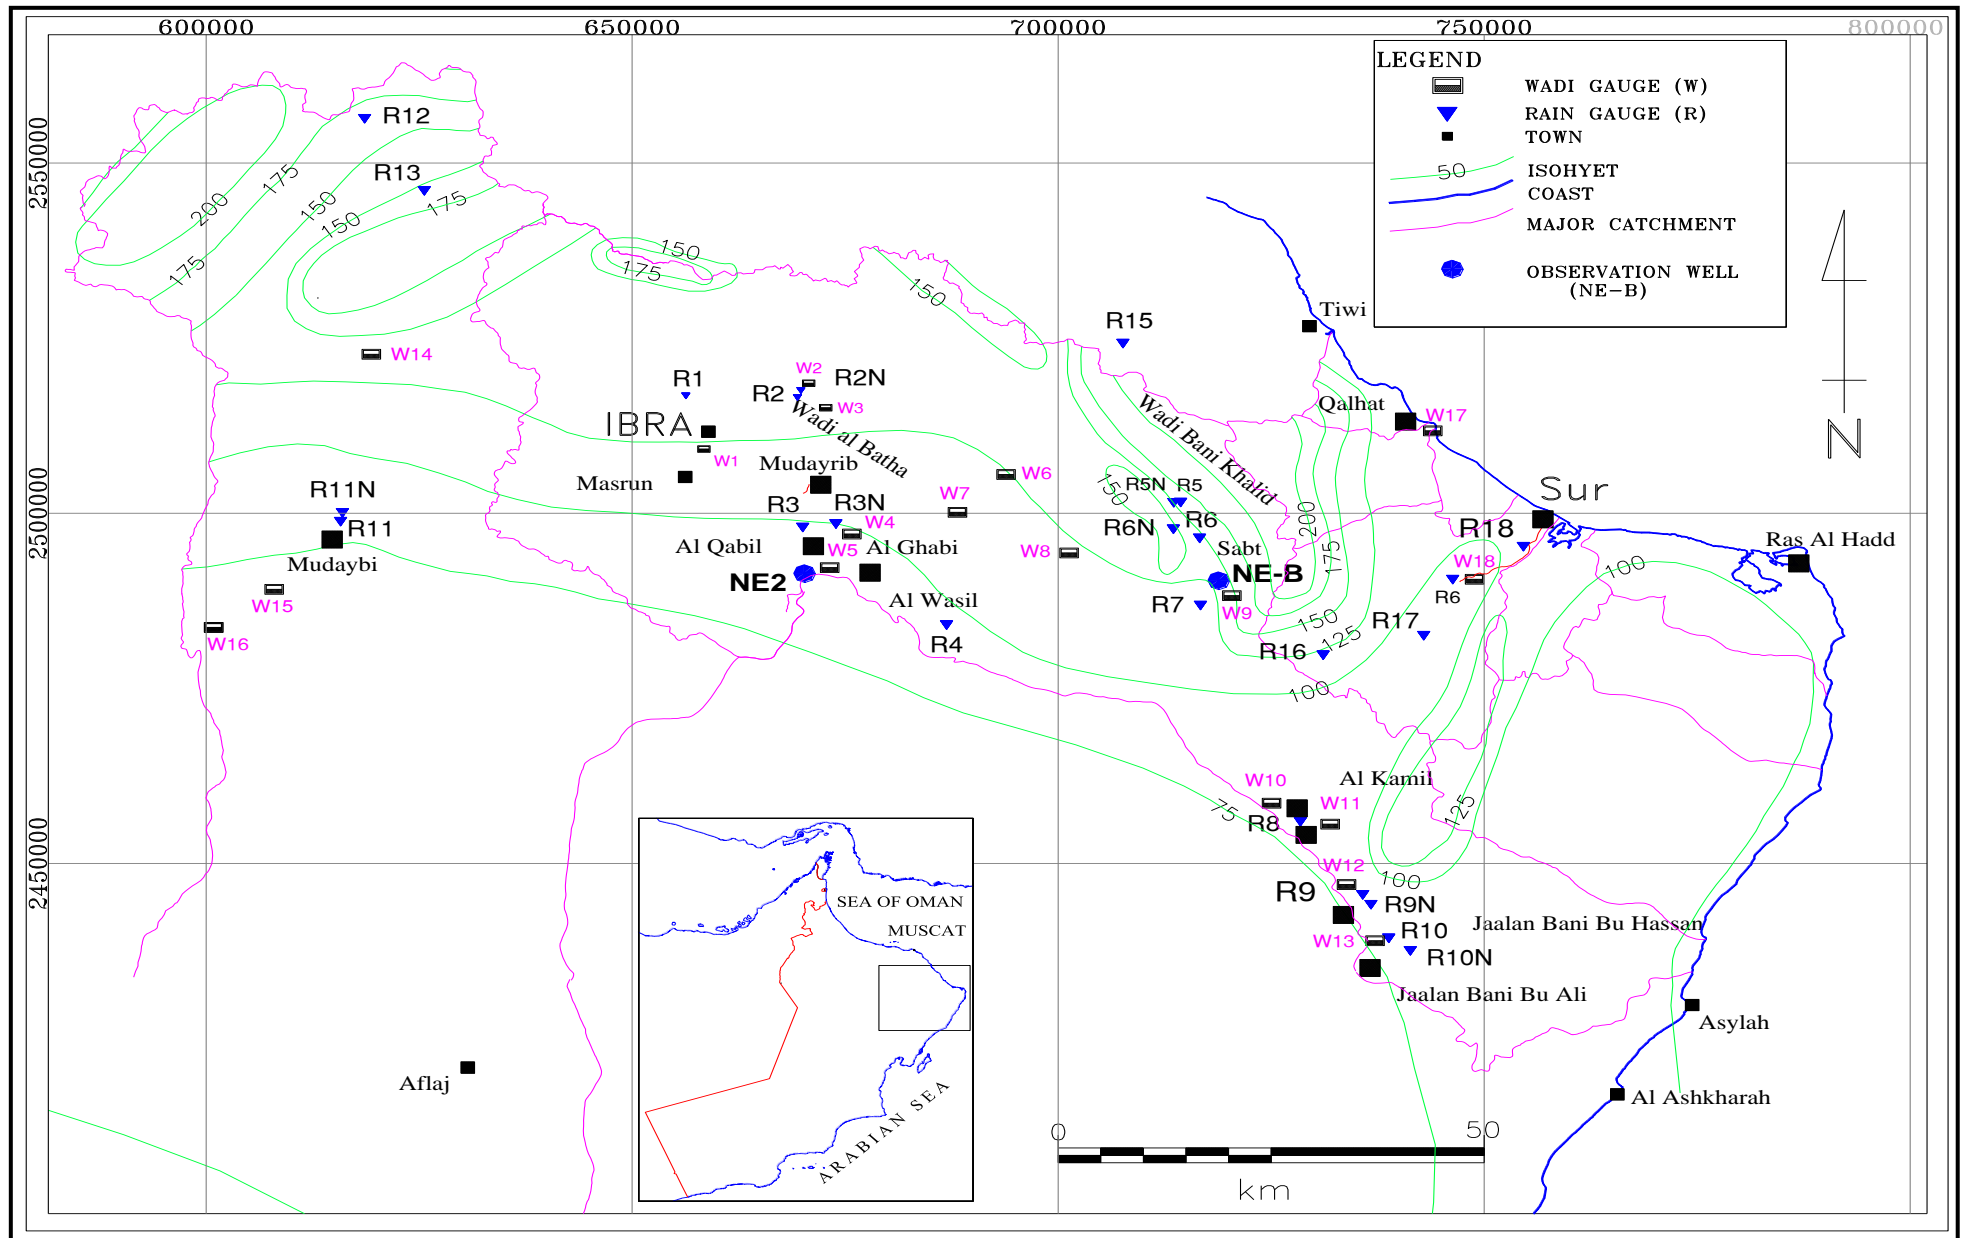 600000
650000
700000
750000
800000
2550000
2500000
2450000
LEGEND
WADI GAUGE (W)
RAIN GAUGE (R)
TOWN
50
ISOHYET
COAST
MAJOR CATCHMENT
OBSERVATION WELL
(NE-B)
N
R12
R13
200
175
150
150
175
175
150
175
150
W14
R15
Tiwi
R1
R2
W2
R2N
W3
IBRA
W1
Wadi al Batha
Masrun
Mudayrib
Wadi Bani Khalid
Qalhat
W17
W6
W7
W8
R11N
R11
Mudaybi
W15
W16
R3
R3N
W4
Al Qabil
W5
Al Ghabi
NE2
Al Wasil
R4
150
R5N
R5
R6N
R6
Sabt
NE-B
W9
R7
200
175
150
125
R16
100
R17
Sur
R18
W18
R6
Ras Al Hadd
100
W10
Al Kamil
W11
R8
75
125
W12
100
R9
R9N
W13
R10
R10N
Jaalan Bani Bu Hassan
Jaalan Bani Bu Ali
Asylah
Al Ashkharah
Aflaj
SEA OF OMAN
MUSCAT
ARABIAN SEA
0
50
km